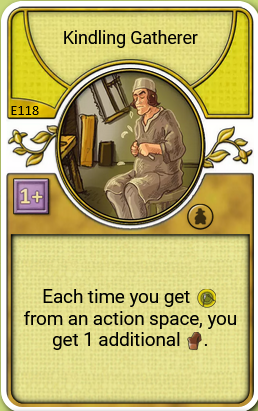 Kindling Gatherer
E118
1+
Each time you get
from an action space, you
get 1 additional .